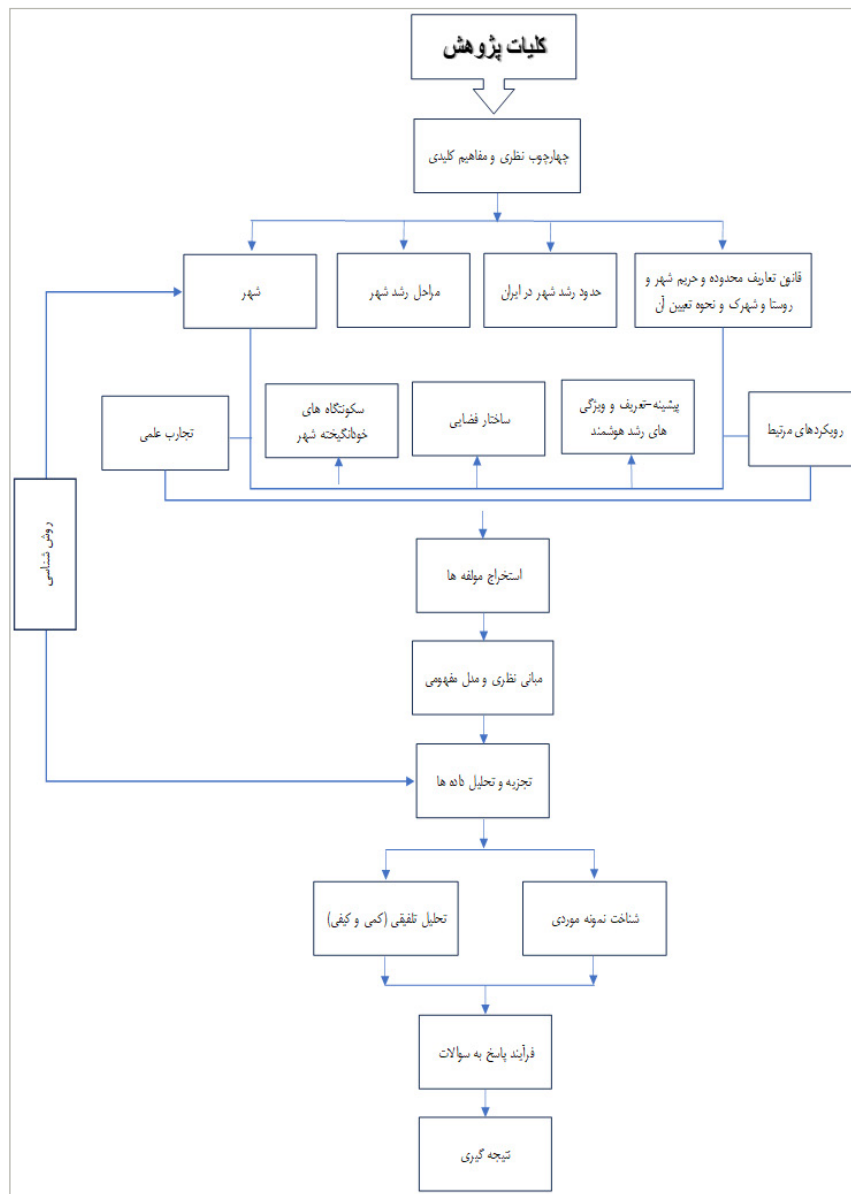 کلیات پژوهش
چهارچوب نظری و مفاهیم کلیدی
قانون تعاریف محدوده و حریم شهر و
روستا و شهرک و نحوه تعیین آن
حدود رشد شهر در ایران
مراحل رشد شهر
شهر
رویکردهای مرتبط
پیشینه-تعریف و ویژگی
های رشد هوشمند
ساختار فضایی
سکونتگاه های
خودانگیخته شهر
تجارب علمی
روش شناسی
استخراج مولفه ها
مبانی نظری و مدل مفهومی
تجزیه و تحلیل داده ها
شناخت نمونه موردی
تحلیل تلفیقی (کمی و کیفی)
فرآیند پاسخ به سوالات
نتیجه گیری